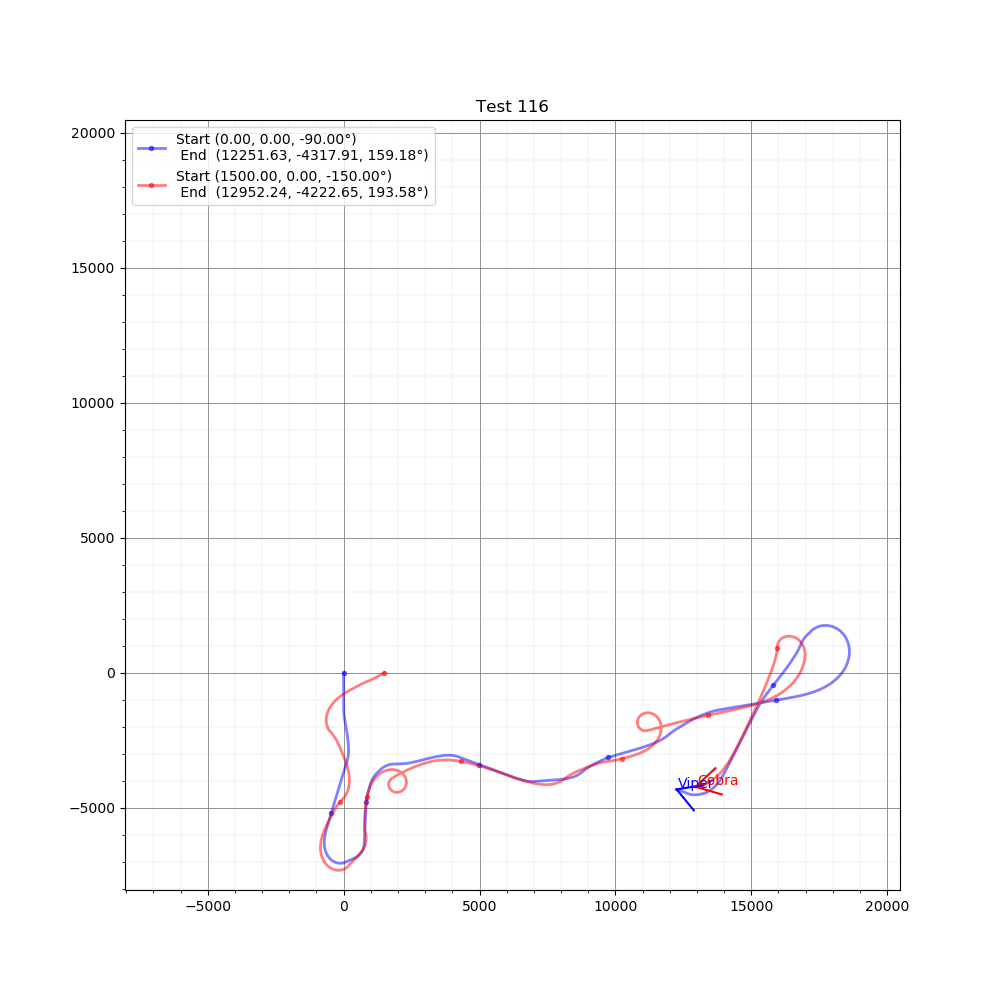 Test 116
20000
15000
10000
5000
0
−5000
−5000
0
5000
10000
15000
20000
Start (0.00, 0.00, -90.00°)
End  (12251.63, -4317.91, 159.18°)
Start (1500.00, 0.00, -150.00°)
End  (12952.24, -4222.65, 193.58°)
Viper
Cobra